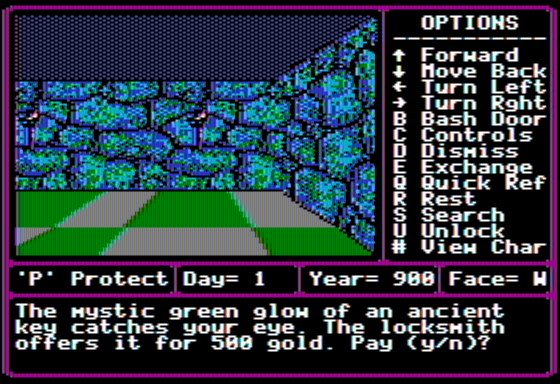 OPTIONS
------------
↑ Forward
↓ Move Back
← Turn Left
→ Turn Rght
B Bash Door
C Controls
D Dismiss
E Exchange
Q Quick Ref
R Rest
S Search
U Unlock
# View Char
'P' Protect Day= 1 Year= 900 Face= W
The mystic green glow of an ancient
key catches your eye. The locksmith
offers it for 500 gold. Pay (y/n)?